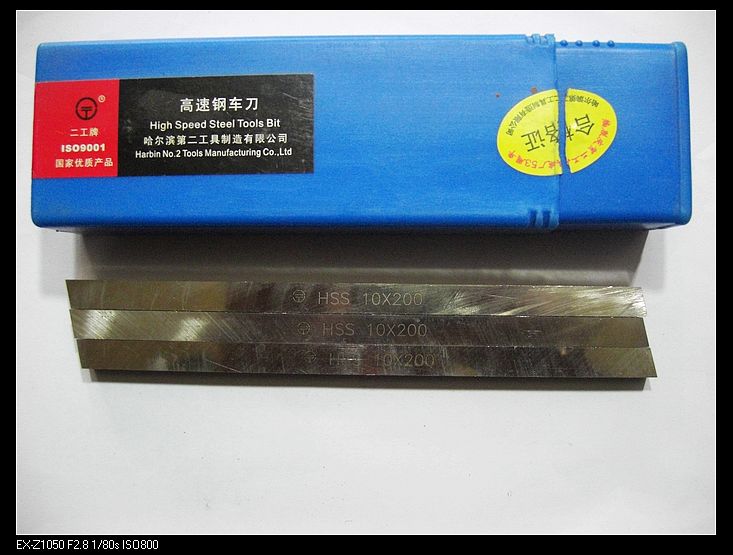 ®
二工牌
ISO9001
国家优质产品
高速钢车刀
High Speed Steel Tools Bit
哈尔滨第二工具制造有限公司
Harbin No.2 Tools Manufacturing Co.,Ltd
合格证
HSS 10X200
HSS 10X200
HSS 10X200
EX-Z1050 F2.8 1/80s ISO800